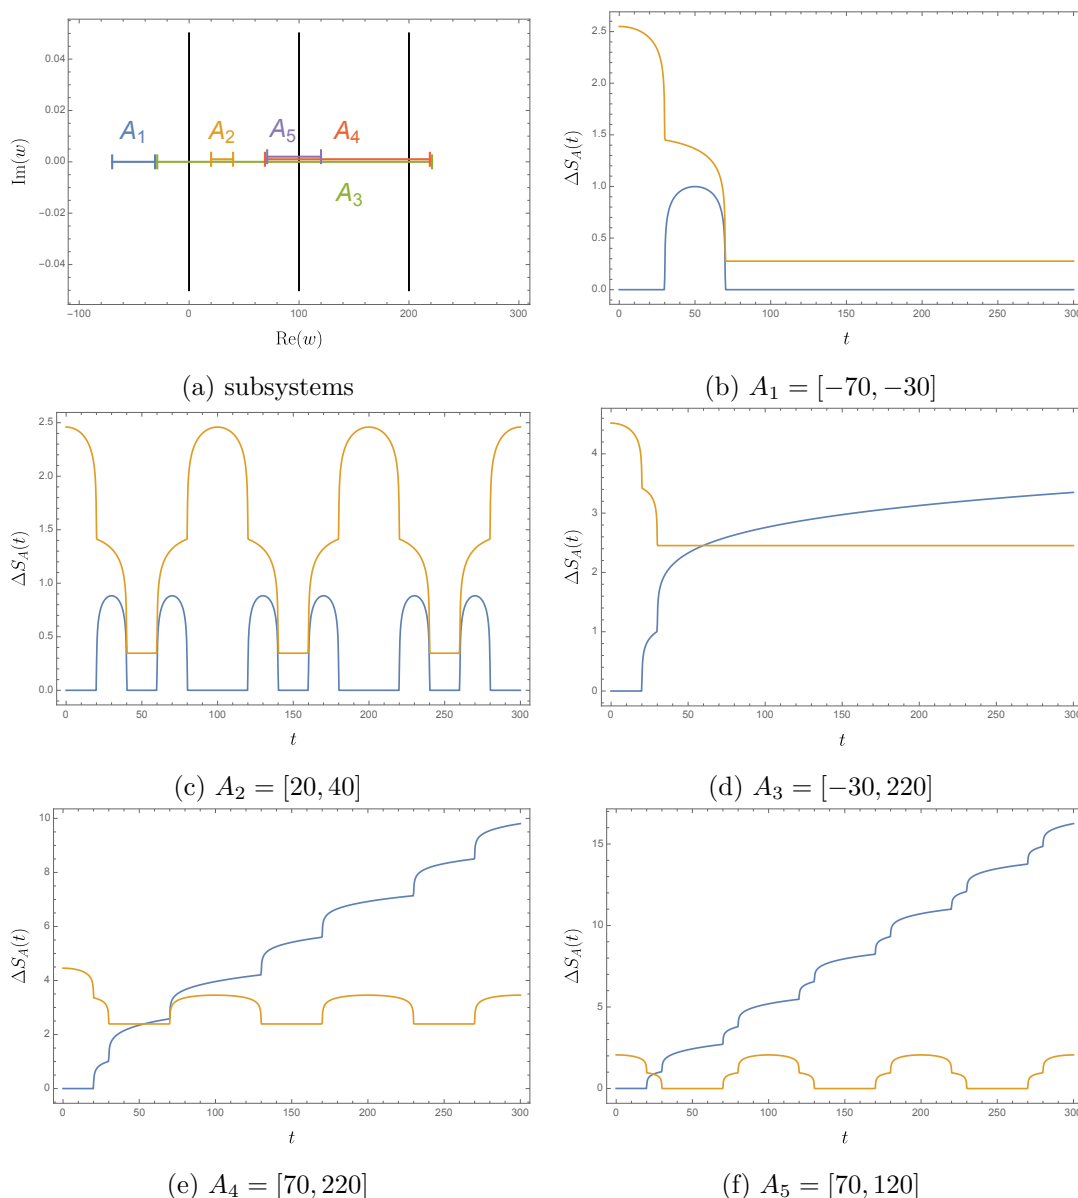 0.04
0.02
0.00
-0.02
-0.04
Im(w)
A1 A2 A5 A4
A3
-100 0 100 200 300
Re(w)
(a) subsystems
2.5
2.0
1.5
1.0
0.5
0.0
ΔS_A(t)
0 50 100 150 200 250 300
t
(b) A1 = [−70, −30]
2.5
2.0
1.5
1.0
0.5
0.0
ΔS_A(t)
0 50 100 150 200 250 300
t
(c) A2 = [20, 40]
4
3
2
1
0
ΔS_A(t)
0 50 100 150 200 250 300
t
(d) A3 = [−30, 220]
10
8
6
4
2
0
ΔS_A(t)
0 50 100 150 200 250 300
t
(e) A4 = [70, 220]
15
10
5
0
ΔS_A(t)
0 50 100 150 200 250 300
t
(f) A5 = [70, 120]